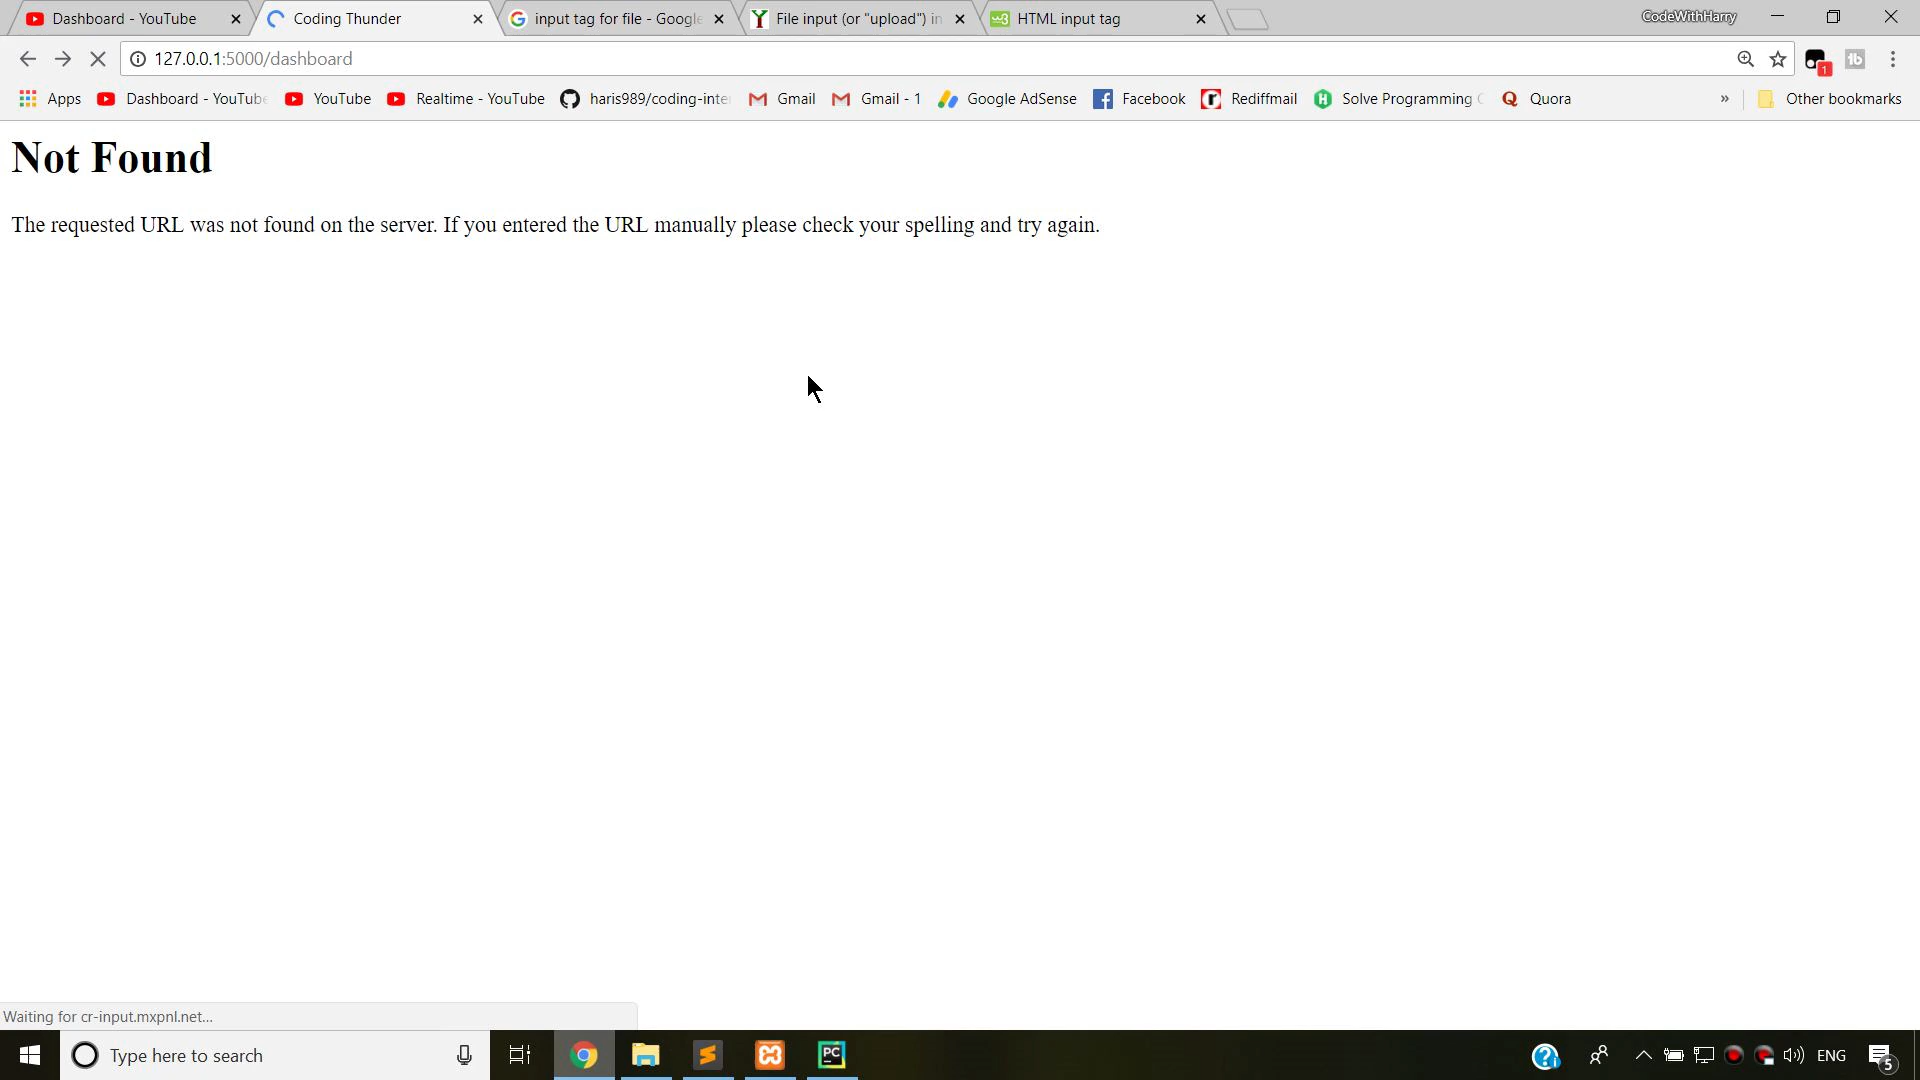 Dashboard - YouTube
Coding Thunder
input tag for file - Google
File input (or "upload") in
HTML input tag
CodeWithHarry
127.0.0.1:5000/dashboard
1
Apps
Dashboard - YouTube
YouTube
Realtime - YouTube
haris989/coding-inte
Gmail
Gmail - 1
Google AdSense
Facebook
Rediffmail
Solve Programming
Quora
»
Other bookmarks
Not Found
The requested URL was not found on the server. If you entered the URL manually please check your spelling and try again.
Waiting for cr-input.mxpnl.net...
Type here to search
PC
ENG
5